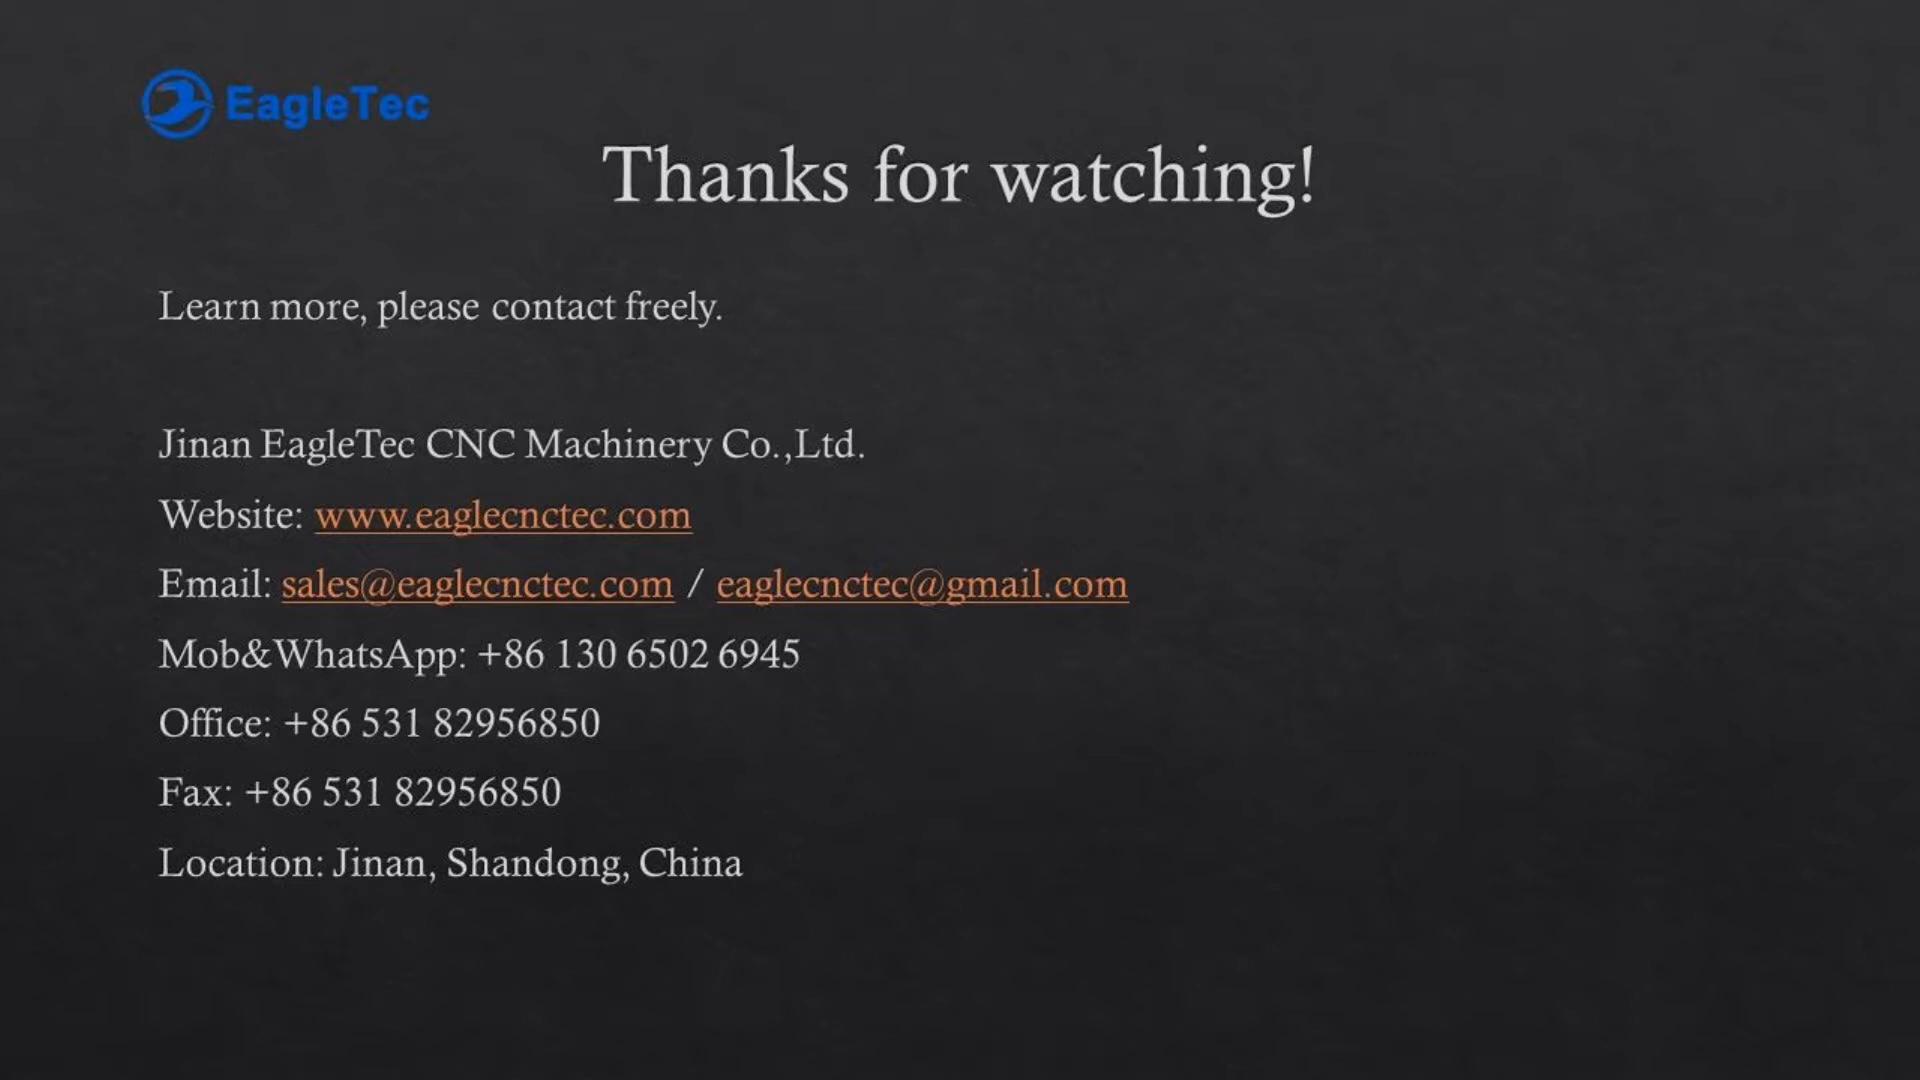 EagleTec
Thanks for watching!
Learn more, please contact freely.
Jinan EagleTec CNC Machinery Co.,Ltd.
Website: www.eaglecnctec.com
Email: sales@eaglecnctec.com / eaglecnctec@gmail.com
Mob&WhatsApp: +86 130 6502 6945
Office: +86 531 82956850
Fax: +86 531 82956850
Location: Jinan, Shandong, China